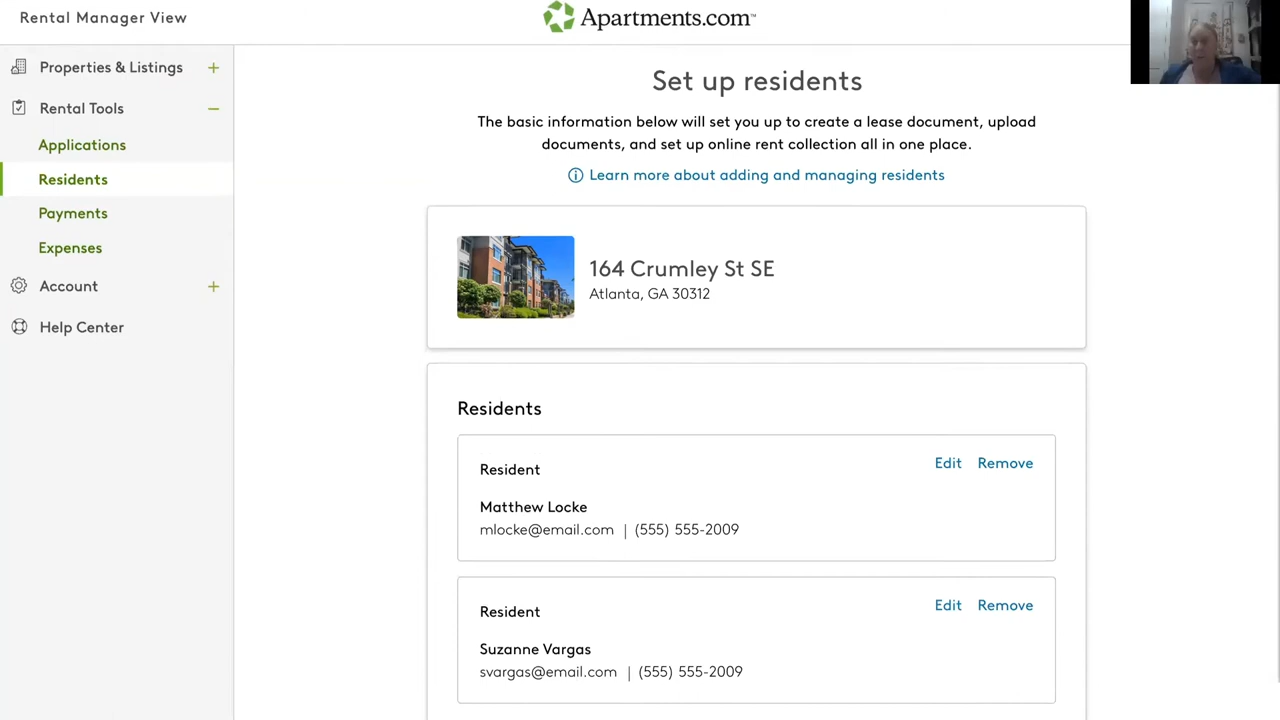 Rental Manager View
Apartments.com™
Properties & Listings +
Rental Tools −
Applications
Residents
Payments
Expenses
Account +
Help Center
Set up residents
The basic information below will set you up to create a lease document, upload
documents, and set up online rent collection all in one place.
Learn more about adding and managing residents
164 Crumley St SE
Atlanta, GA 30312
Residents
Resident
Edit Remove
Matthew Locke
mlocke@email.com | (555) 555-2009
Resident
Edit Remove
Suzanne Vargas
svargas@email.com | (555) 555-2009